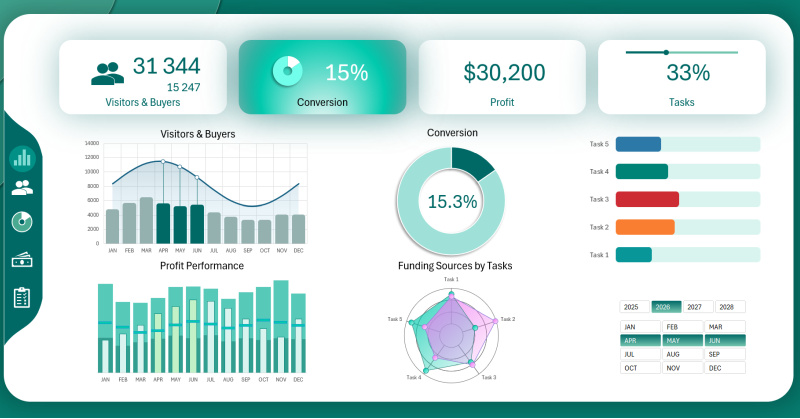 31 344
15 247
Visitors & Buyers
15%
Conversion
$30,200
Profit
33%
Tasks
Visitors & Buyers
14000
12000
10000
8000
6000
4000
2000
0
JAN FEB MAR APR MAY JUN JUL AUG SEP OCT NOV DEC
Conversion
15.3%
Task 5
Task 4
Task 3
Task 2
Task 1
Profit Performance
JAN FEB MAR APR MAY JUN JUL AUG SEP OCT NOV DEC
Funding Sources by Tasks
Task 1
Task 5 Task 2
Task 4 Task 3
2025 2026 2027 2028
JAN FEB MAR
APR MAY JUN
JUL AUG SEP
OCT NOV DEC